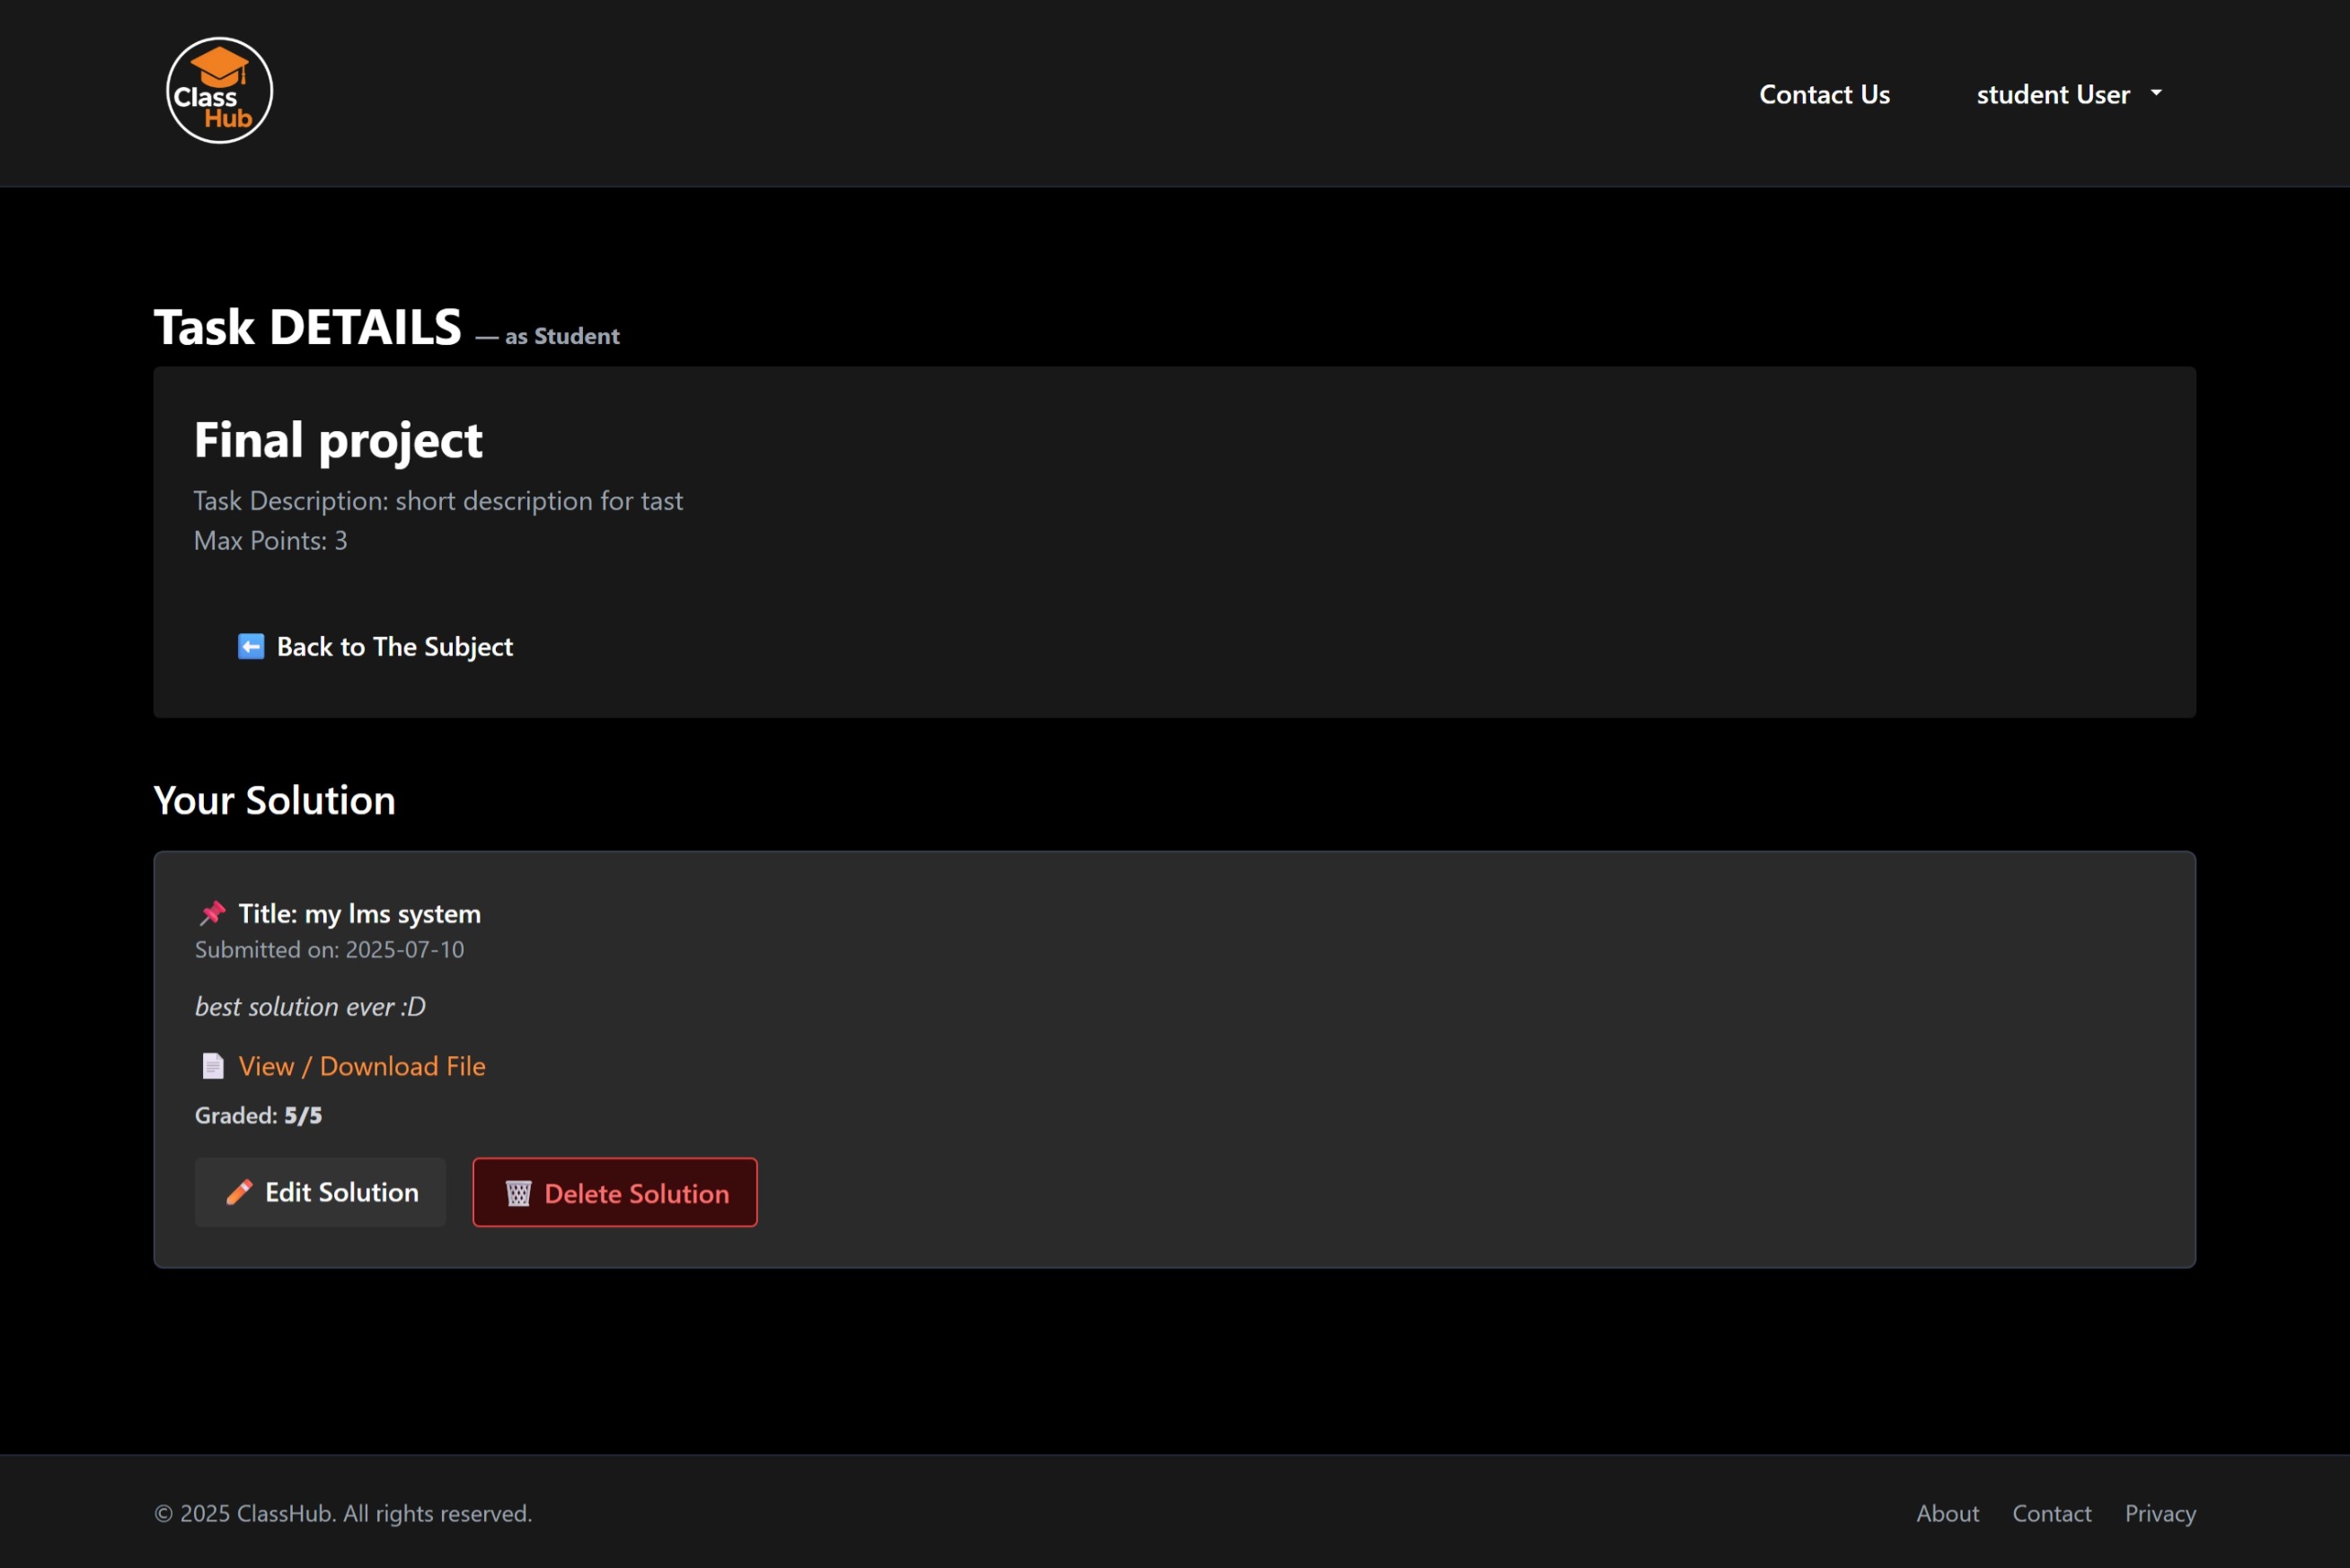 Class
Hub
Contact Us
student User
Task DETAILS — as Student
Final project
Task Description: short description for tast
Max Points: 3
Back to The Subject
Your Solution
Title: my lms system
Submitted on: 2025-07-10
best solution ever :D
View / Download File
Graded: 5/5
Edit Solution
Delete Solution
© 2025 ClassHub. All rights reserved.
About
Contact
Privacy